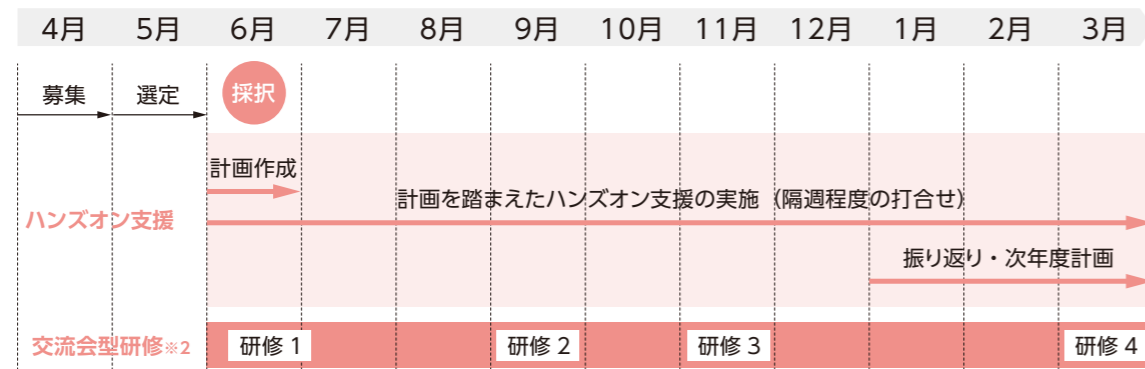 4月 5月 6月 7月 8月 9月 10月 11月 12月 1月 2月 3月
募集 選定 採択
計画作成
計画を踏まえたハンズオン支援の実施（隔週程度の打合せ）
ハンズオン支援
振り返り・次年度計画
交流会型研修※2 研修 1 研修 2 研修 3 研修 4